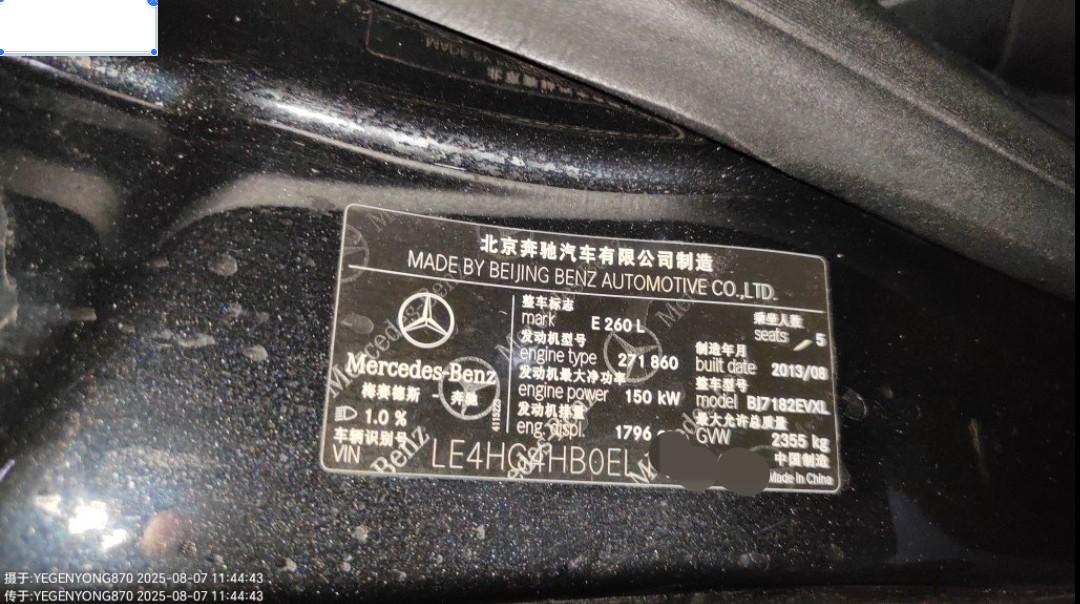 北京奔驰汽车有限公司制造
MADE BY BEIJING BENZ AUTOMOTIVE CO.,LTD.
Mercedes-Benz
梅赛德斯 - 奔驰
1.0 %
整车标志
mark E 260 L
乘坐人数
seats 5
发动机型号
engine type 271 860
制造年月
built date 2013/08
发动机最大净功率
engine power 150 kW
整车型号
model BJ7182EVXL
发动机排量
eng. displ. 1796
最大允许总质量
GVW 2355 kg
4115223
车辆识别号
VIN LE4HG4HB0EL
中国制造
Made in China
摄于:YEGENYONG870 2025-08-07 11:44:43
传于:YEGENYONG870 2025-08-07 11:44:43